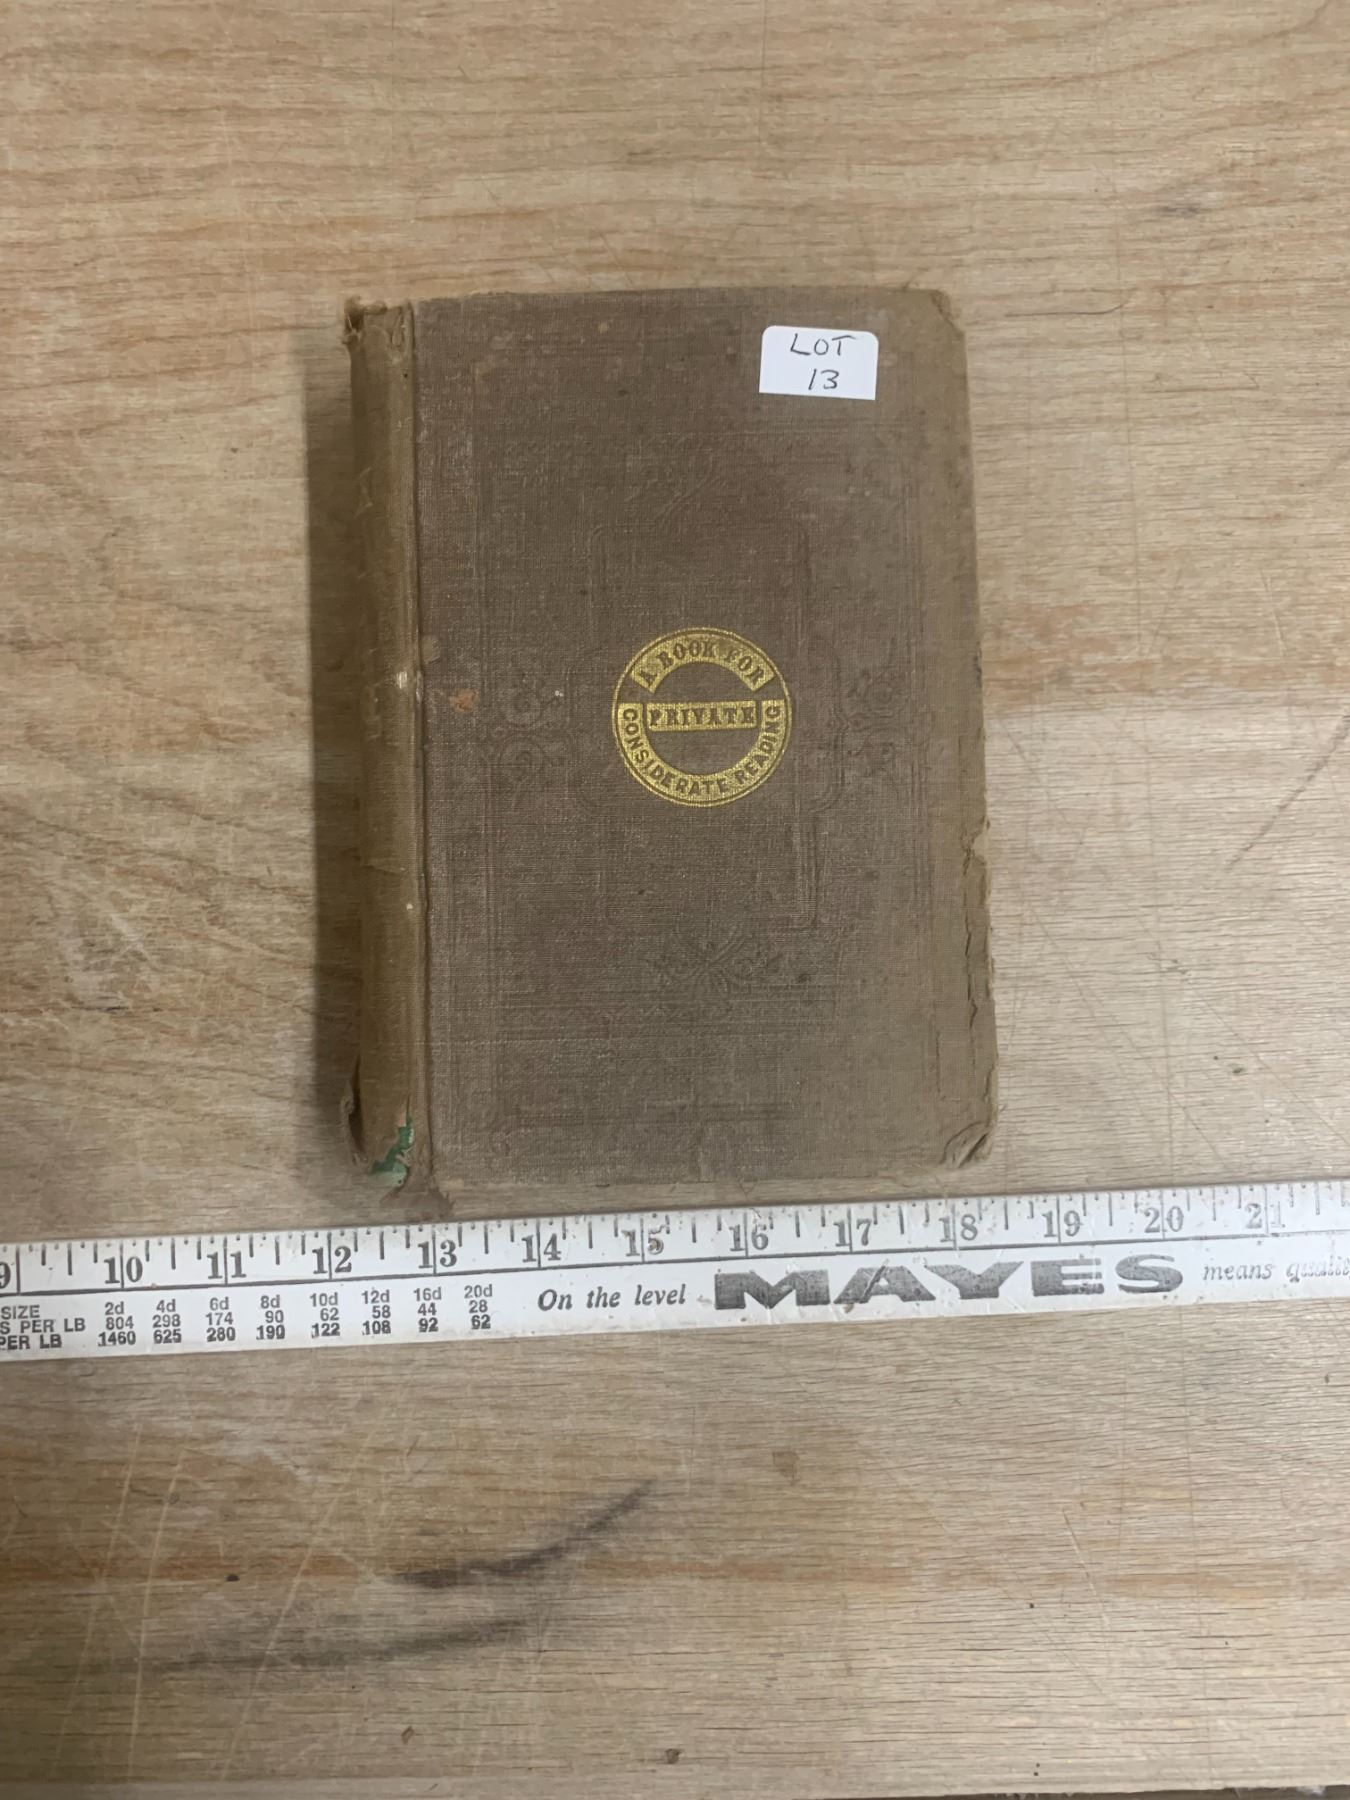 LOT
13
A BOOK FOR
PRIVATE
CONSIDERATE READING
9 10 11 12 13 14 15 16 17 18 19 20 21
SIZE 2d 4d 6d 8d 10d 12d 16d 20d
S PER LB 804 298 174 90 62 58 44 28
PER LB 1460 625 280 190 122 108 92 62
On the level MAYES means quality